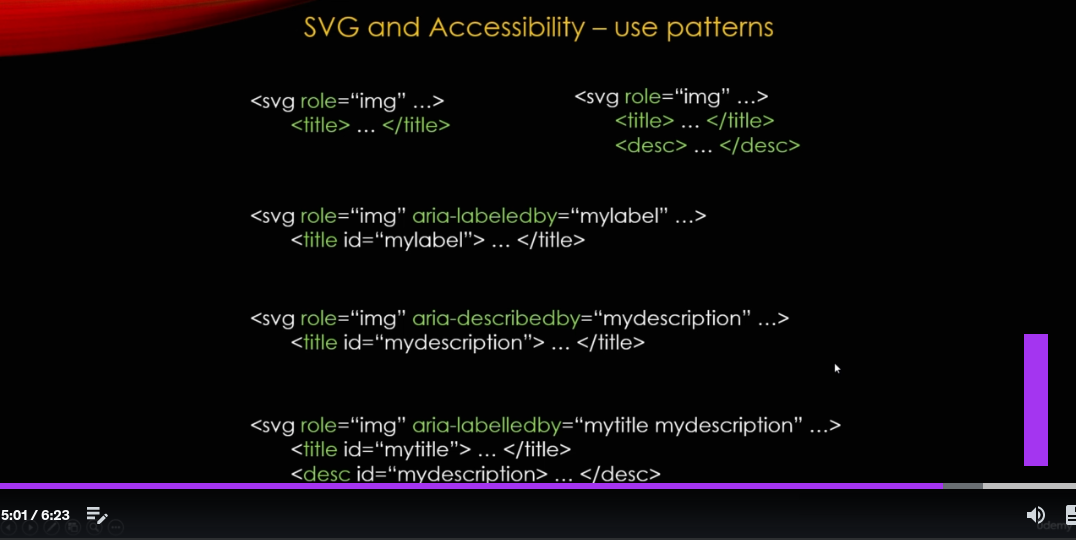 SVG and Accessibility – use patterns
<svg role=“img” …>
<title> … </title>
<svg role=“img” …>
<title> … </title>
<desc> … </desc>
<svg role=“img” aria-labeledby=“mylabel” …>
<title id=“mylabel”> … </title>
<svg role=“img” aria-describedby=“mydescription” …>
<title id=“mydescription”> … </title>
<svg role=“img” aria-labelledby=“mytitle mydescription” …>
<title id=“mytitle”> … </title>
<desc id=“mydescription> … </desc>
5:01 / 6:23
udemy